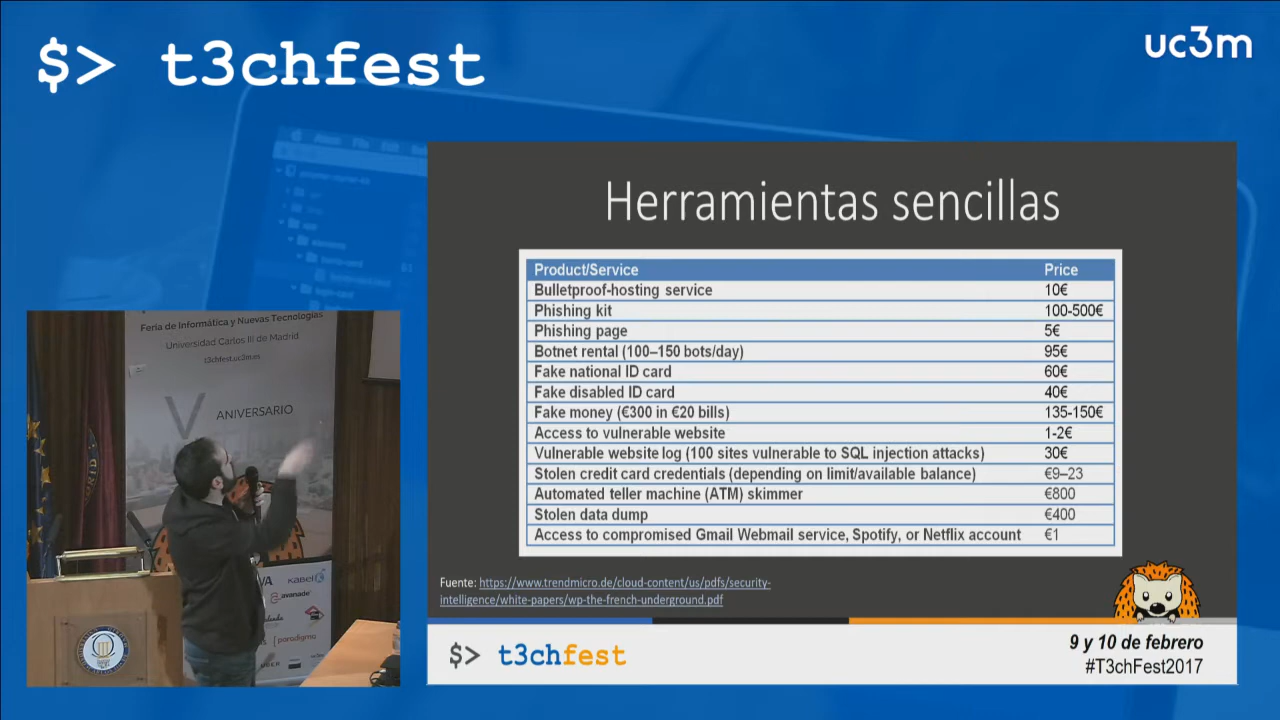 $> t3chfest
uc3m
Herramientas sencillas
Product/Service Price
Bulletproof-hosting service 10€
Phishing kit 100-500€
Phishing page 5€
Botnet rental (100–150 bots/day) 95€
Fake national ID card 60€
Fake disabled ID card 40€
Fake money (€300 in €20 bills) 135-150€
Access to vulnerable website 1-2€
Vulnerable website log (100 sites vulnerable to SQL injection attacks) 30€
Stolen credit card credentials (depending on limit/available balance) €9–23
Automated teller machine (ATM) skimmer €800
Stolen data dump €400
Access to compromised Gmail Webmail service, Spotify, or Netflix account €1
Fuente: https://www.trendmicro.de/cloud-content/us/pdfs/security-
intelligence/white-papers/wp-the-french-underground.pdf
$> t3chfest
9 y 10 de febrero
#T3chFest2017
Feria de Informática y Nuevas Tecnologías
Universidad Carlos III de Madrid
t3chfest.uc3m.es
V ANIVERSARIO
KABEL
avanade
paradigma